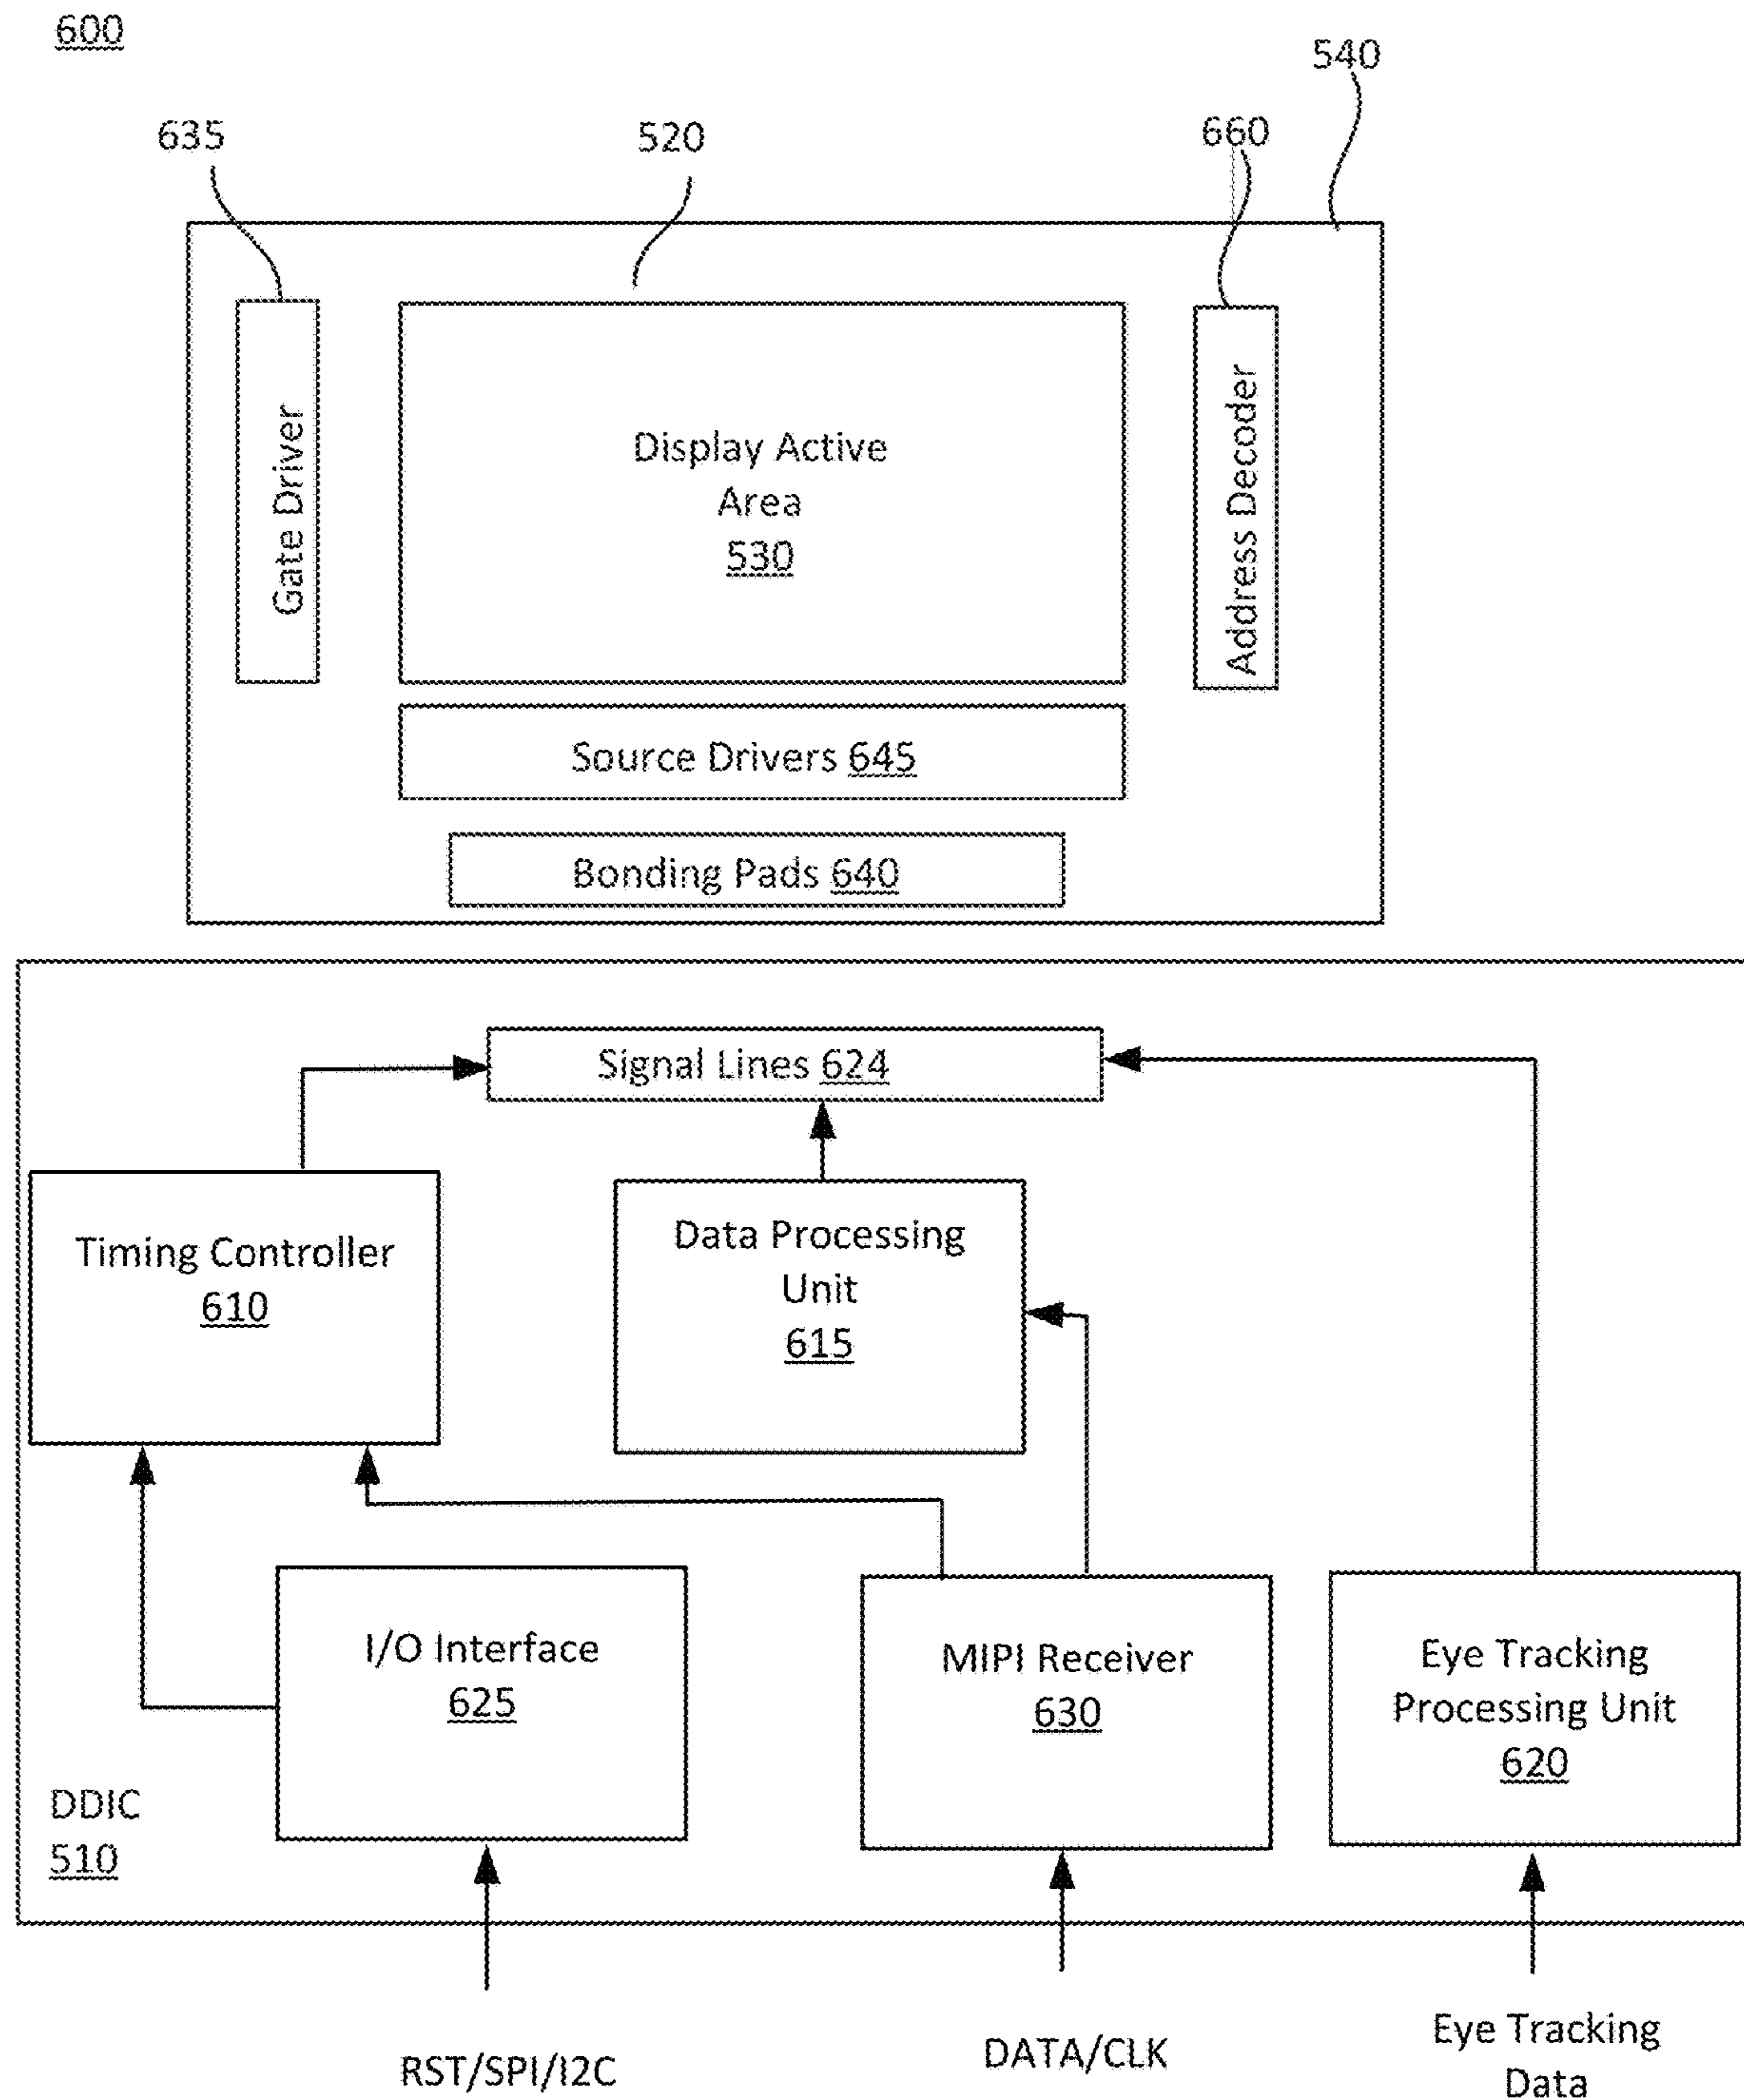 600
540
635
520
660
Gate Driver
Display Active
Area
530
Address Decoder
Source Drivers 645
Bonding Pads 640
Signal Lines 624
Timing Controller
610
Data Processing
Unit
615
I/O Interface
625
MIPI Receiver
630
Eye Tracking
Processing Unit
620
DDIC
510
RST/SPI/I2C
DATA/CLK
Eye Tracking
Data